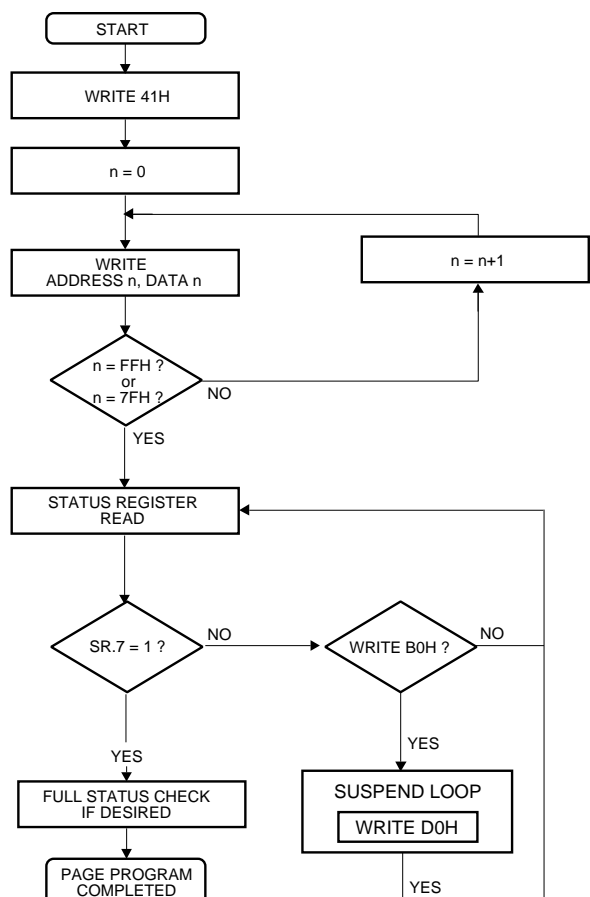 START
WRITE 41H
n = 0
WRITE
ADDRESS n, DATA n
n = n+1
n = FFH ?
or
n = 7FH ?
NO
YES
STATUS REGISTER
READ
SR.7 = 1 ?
NO
WRITE B0H ?
NO
YES
YES
FULL STATUS CHECK
IF DESIRED
SUSPEND LOOP
WRITE D0H
YES
PAGE PROGRAM
COMPLETED